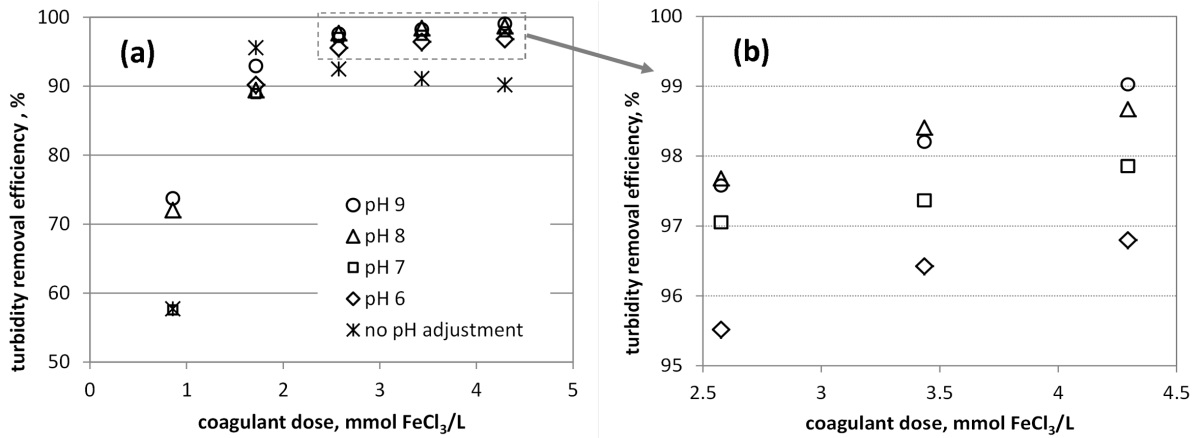 (a)
turbidity removal efficiency , %
100
90
80
70
60
50
0 1 2 3 4 5
coagulant dose, mmol FeCl₃/L
pH 9
pH 8
pH 7
pH 6
no pH adjustment
(b)
turbidity removal efficiency, %
100
99
98
97
96
95
2.5 3 3.5 4 4.5
coagulant dose, mmol FeCl₃/L